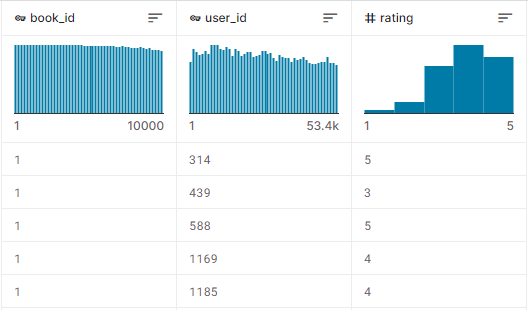 book_id user_id # rating
1 10000 1 53.4k 1 5
1 314 5
1 439 3
1 588 5
1 1169 4
1 1185 4